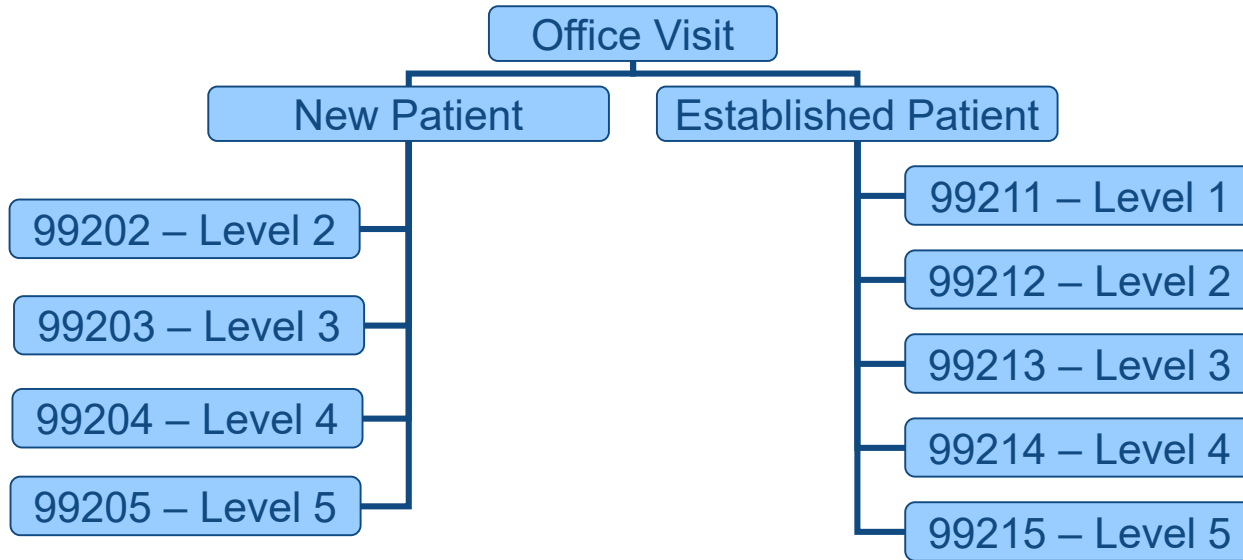 Office Visit
New Patient
Established Patient
99202 – Level 2
99203 – Level 3
99204 – Level 4
99205 – Level 5
99211 – Level 1
99212 – Level 2
99213 – Level 3
99214 – Level 4
99215 – Level 5